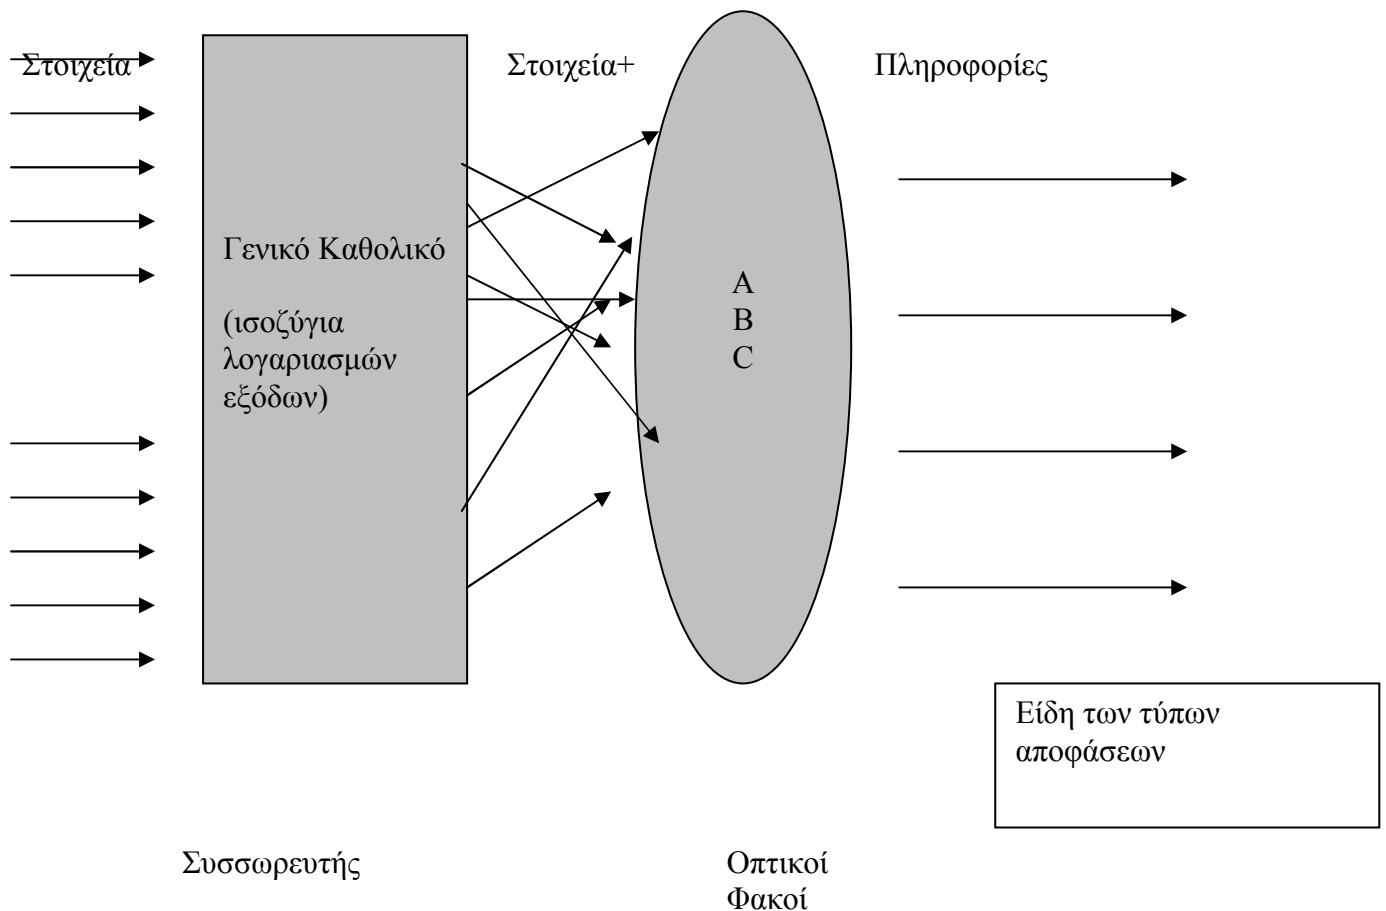 Στοιχεία
Στοιχεία+
Πληροφορίες
Γενικό Καθολικό
(ισοζύγια
λογαριασμών
εξόδων)
A
B
C
Είδη των τύπων
αποφάσεων
Συσσωρευτής
Οπτικοί
Φακοί